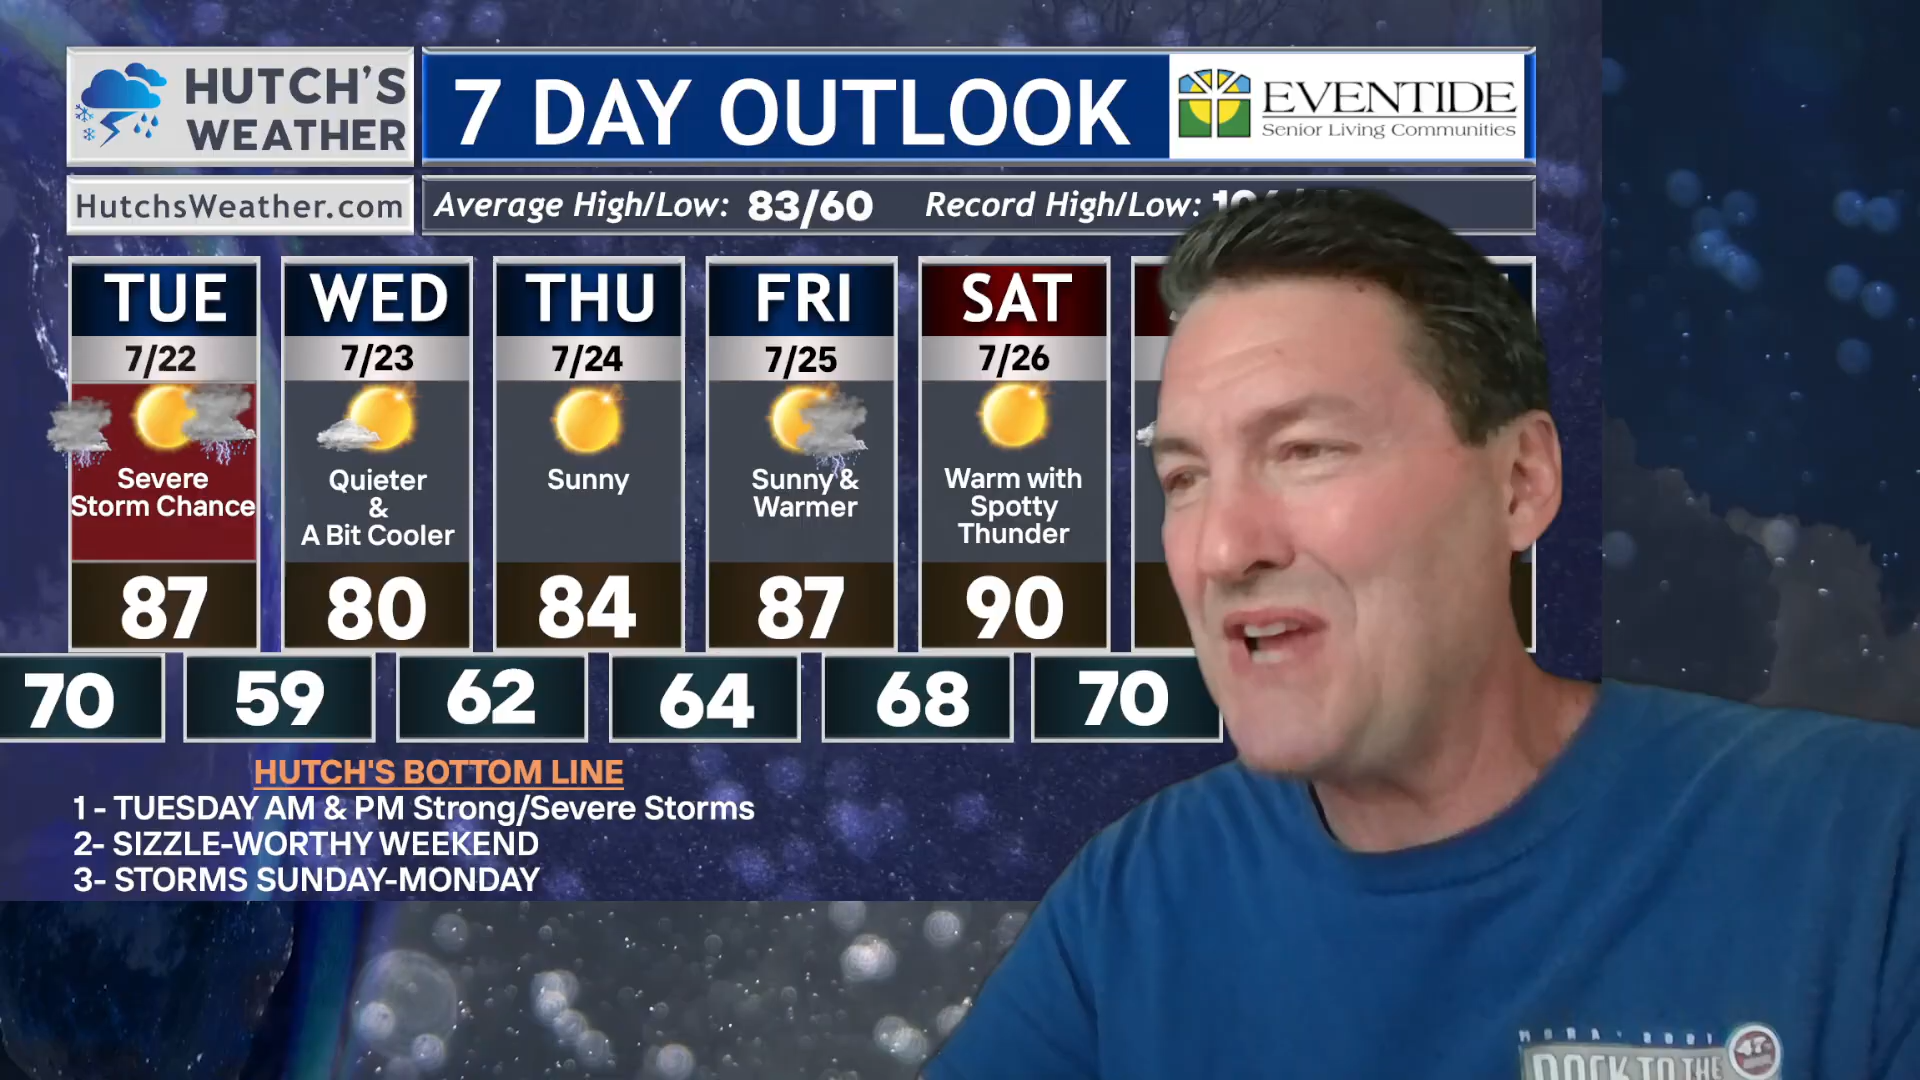 HUTCH'S
WEATHER
7 DAY OUTLOOK
EVENTIDE
Senior Living Communities
HutchsWeather.com
Average High/Low: 83/60
Record High/Low:
TUE
WED
THU
FRI
SAT
7/22
7/23
7/24
7/25
7/26
Severe
Storm Chance
Quieter
&
A Bit Cooler
Sunny
Sunny &
Warmer
Warm with
Spotty
Thunder
87
80
84
87
90
70
59
62
64
68
70
HUTCH'S BOTTOM LINE
1 - TUESDAY AM & PM Strong/Severe Storms
2- SIZZLE-WORTHY WEEKEND
3- STORMS SUNDAY-MONDAY
DOCK TO THE
47